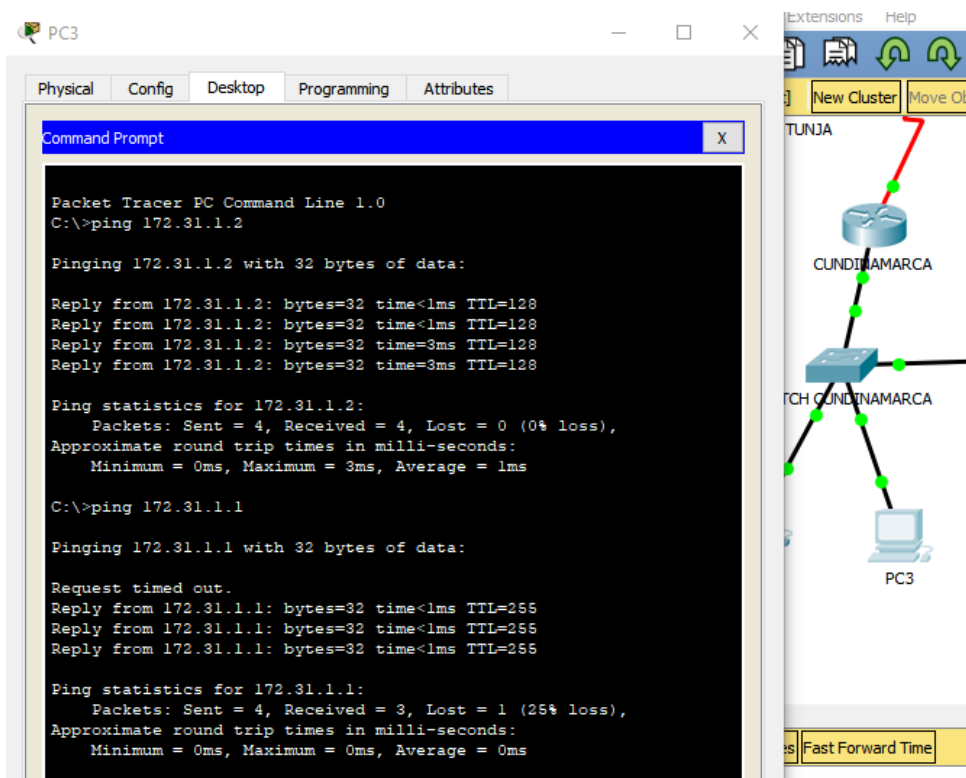 PC3
Physical Config Desktop Programming Attributes
Command Prompt X
Packet Tracer PC Command Line 1.0
C:\>ping 172.31.1.2
Pinging 172.31.1.2 with 32 bytes of data:
Reply from 172.31.1.2: bytes=32 time<1ms TTL=128
Reply from 172.31.1.2: bytes=32 time<1ms TTL=128
Reply from 172.31.1.2: bytes=32 time=3ms TTL=128
Reply from 172.31.1.2: bytes=32 time=3ms TTL=128
Ping statistics for 172.31.1.2:
Packets: Sent = 4, Received = 4, Lost = 0 (0% loss),
Approximate round trip times in milli-seconds:
Minimum = 0ms, Maximum = 3ms, Average = 1ms
C:\>ping 172.31.1.1
Pinging 172.31.1.1 with 32 bytes of data:
Request timed out.
Reply from 172.31.1.1: bytes=32 time<1ms TTL=255
Reply from 172.31.1.1: bytes=32 time<1ms TTL=255
Reply from 172.31.1.1: bytes=32 time<1ms TTL=255
Ping statistics for 172.31.1.1:
Packets: Sent = 4, Received = 3, Lost = 1 (25% loss),
Approximate round trip times in milli-seconds:
Minimum = 0ms, Maximum = 0ms, Average = 0ms
Extensions Help
New Cluster Move Ob
TUNJA
CUNDINAMARCA
TCH CUNDINAMARCA
PC3
es Fast Forward Time